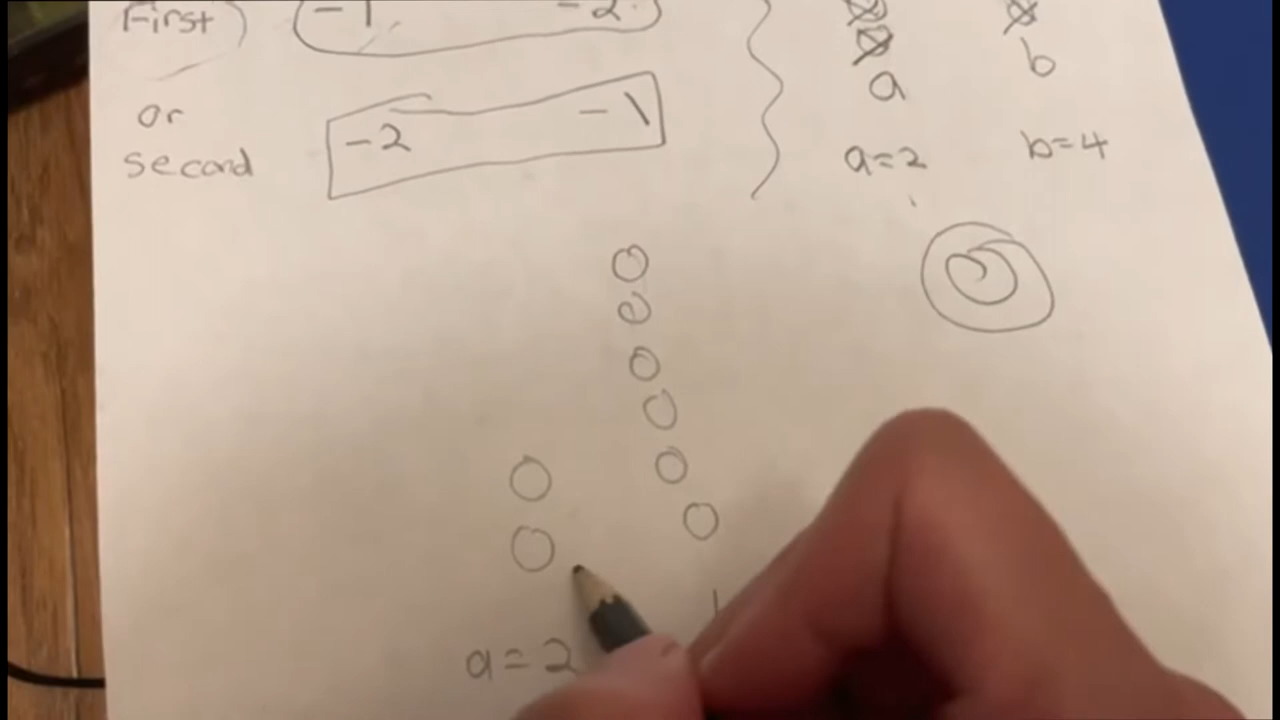 First
-1 -2
or
second
-2 -1
a b
a=2 b=4
a=2